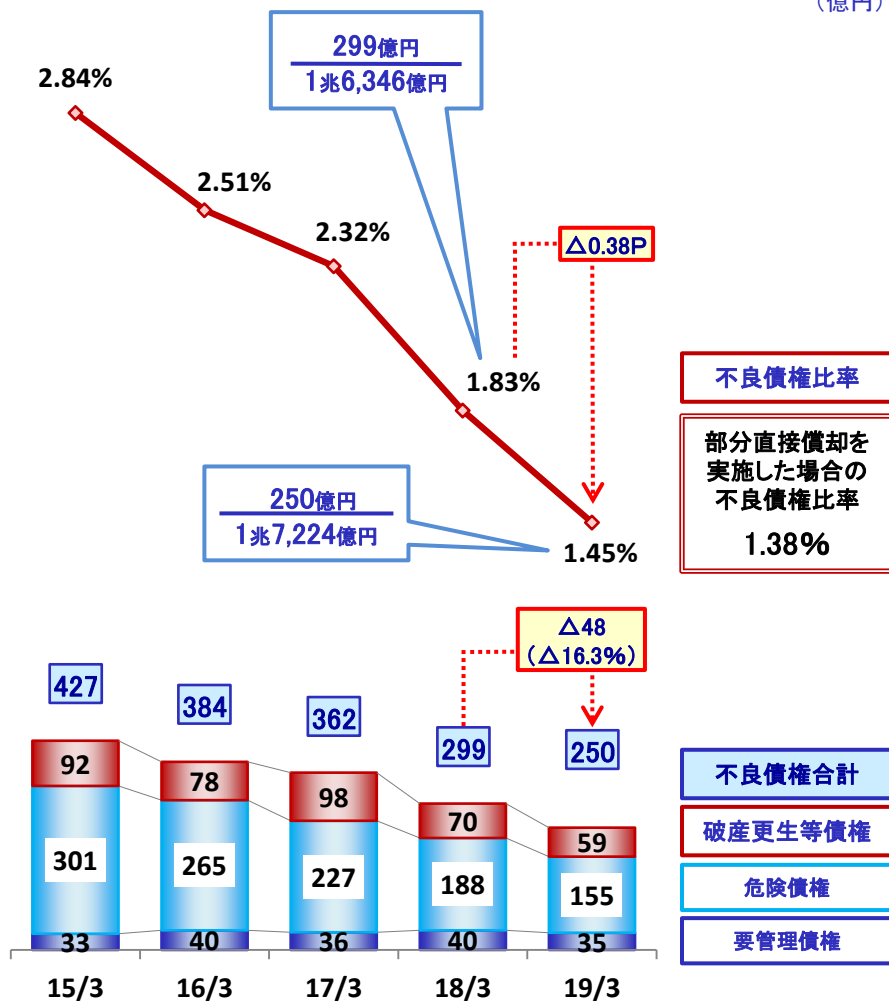 （億円）
299億円
1兆6,346億円
2.84%
2.51%
2.32%
△0.38P
1.83%
不良債権比率
部分直接償却を
実施した場合の
不良債権比率
1.38%
250億円
1兆7,224億円
1.45%
△48
（△16.3%）
427
384
362
299
250
不良債権合計
92
78
98
70
59
破産更生等債権
301
265
227
188
155
危険債権
33
40
36
40
35
要管理債権
15/3
16/3
17/3
18/3
19/3